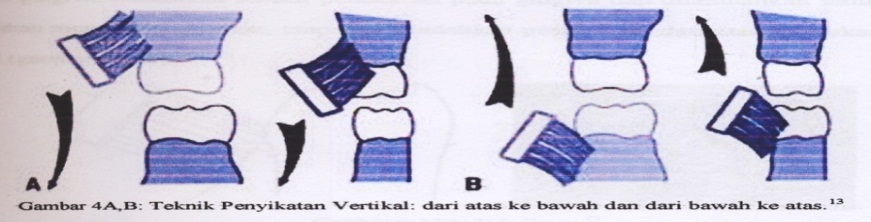 A
B
Gambar 4A,B: Teknik Penyikatan Vertikal: dari atas ke bawah dan dari bawah ke atas.¹³